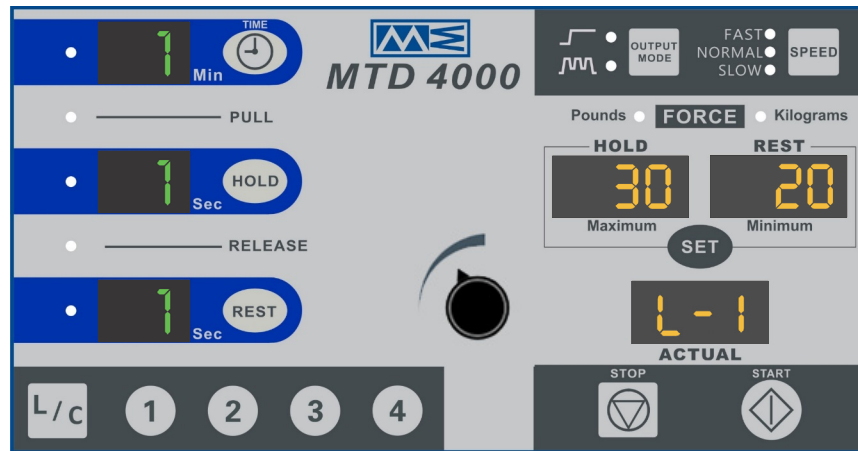 TIME
1
Min
PULL
1
HOLD
Sec
RELEASE
1
REST
Sec
MTD 4000
OUTPUT
MODE
FAST
NORMAL
SLOW
SPEED
Pounds FORCE Kilograms
HOLD REST
30 20
Maximum Minimum
SET
L-1
ACTUAL
STOP START
L/C 1 2 3 4